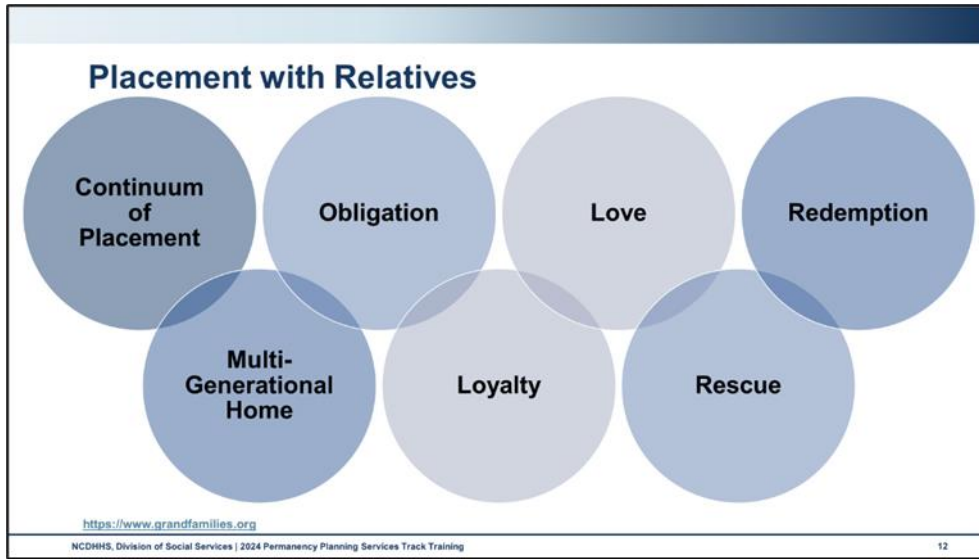 Placement with Relatives
Continuum
of
Placement
Obligation
Love
Redemption
Multi-
Generational
Home
Loyalty
Rescue
https://www.grandfamilies.org
NCDHHS, Division of Social Services | 2024 Permanency Planning Services Track Training
12